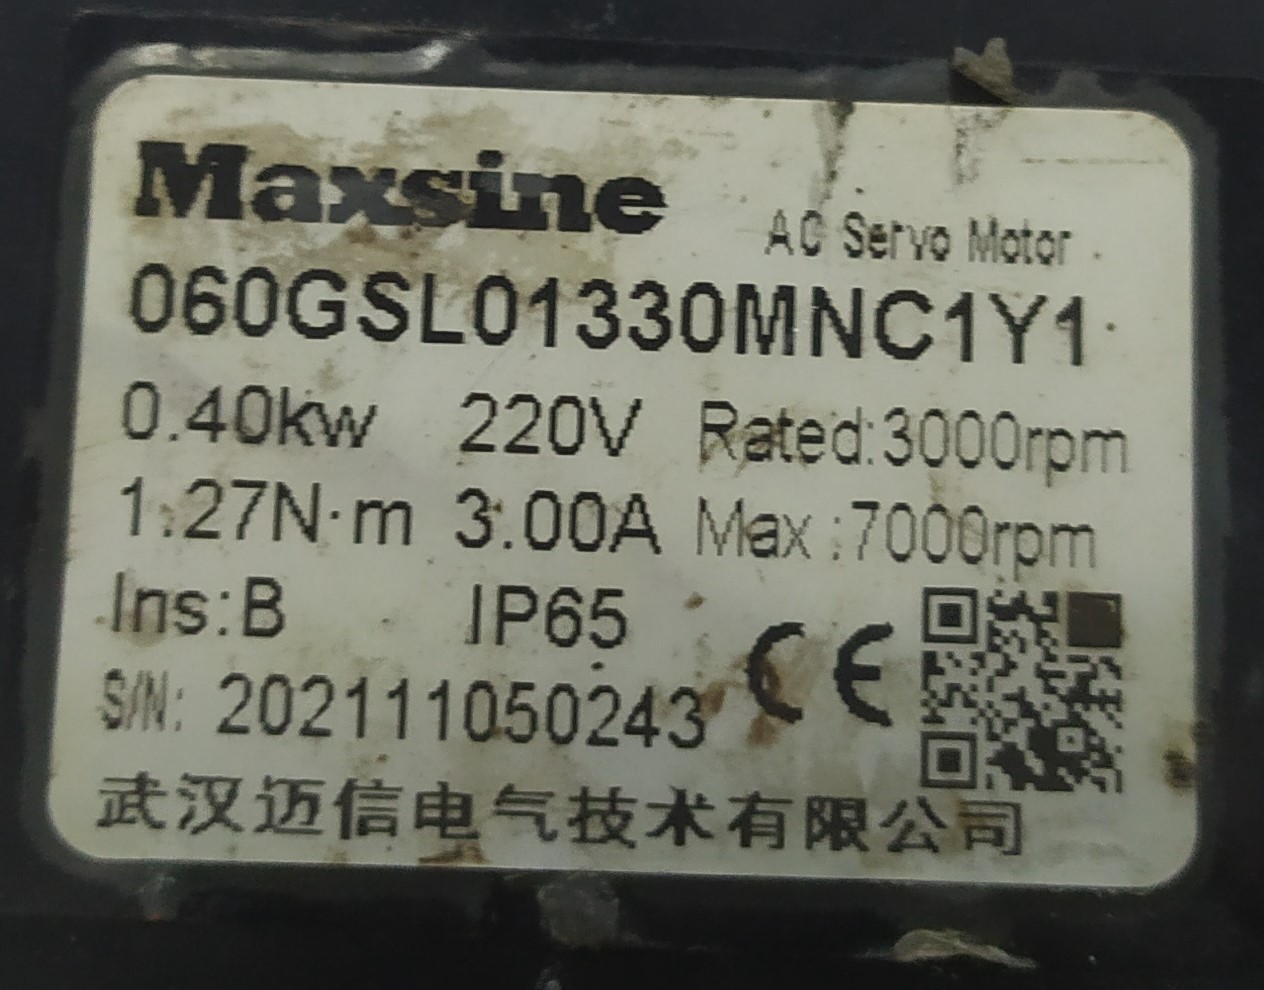 Maxsine
AC Servo Motor
060GSL01330MNC1Y1
0.40kw 220V Rated:3000rpm
1.27N·m 3.00A Max:7000rpm
Ins:B IP65
CE
S/N: 202111050243
武汉迈信电气技术有限公司